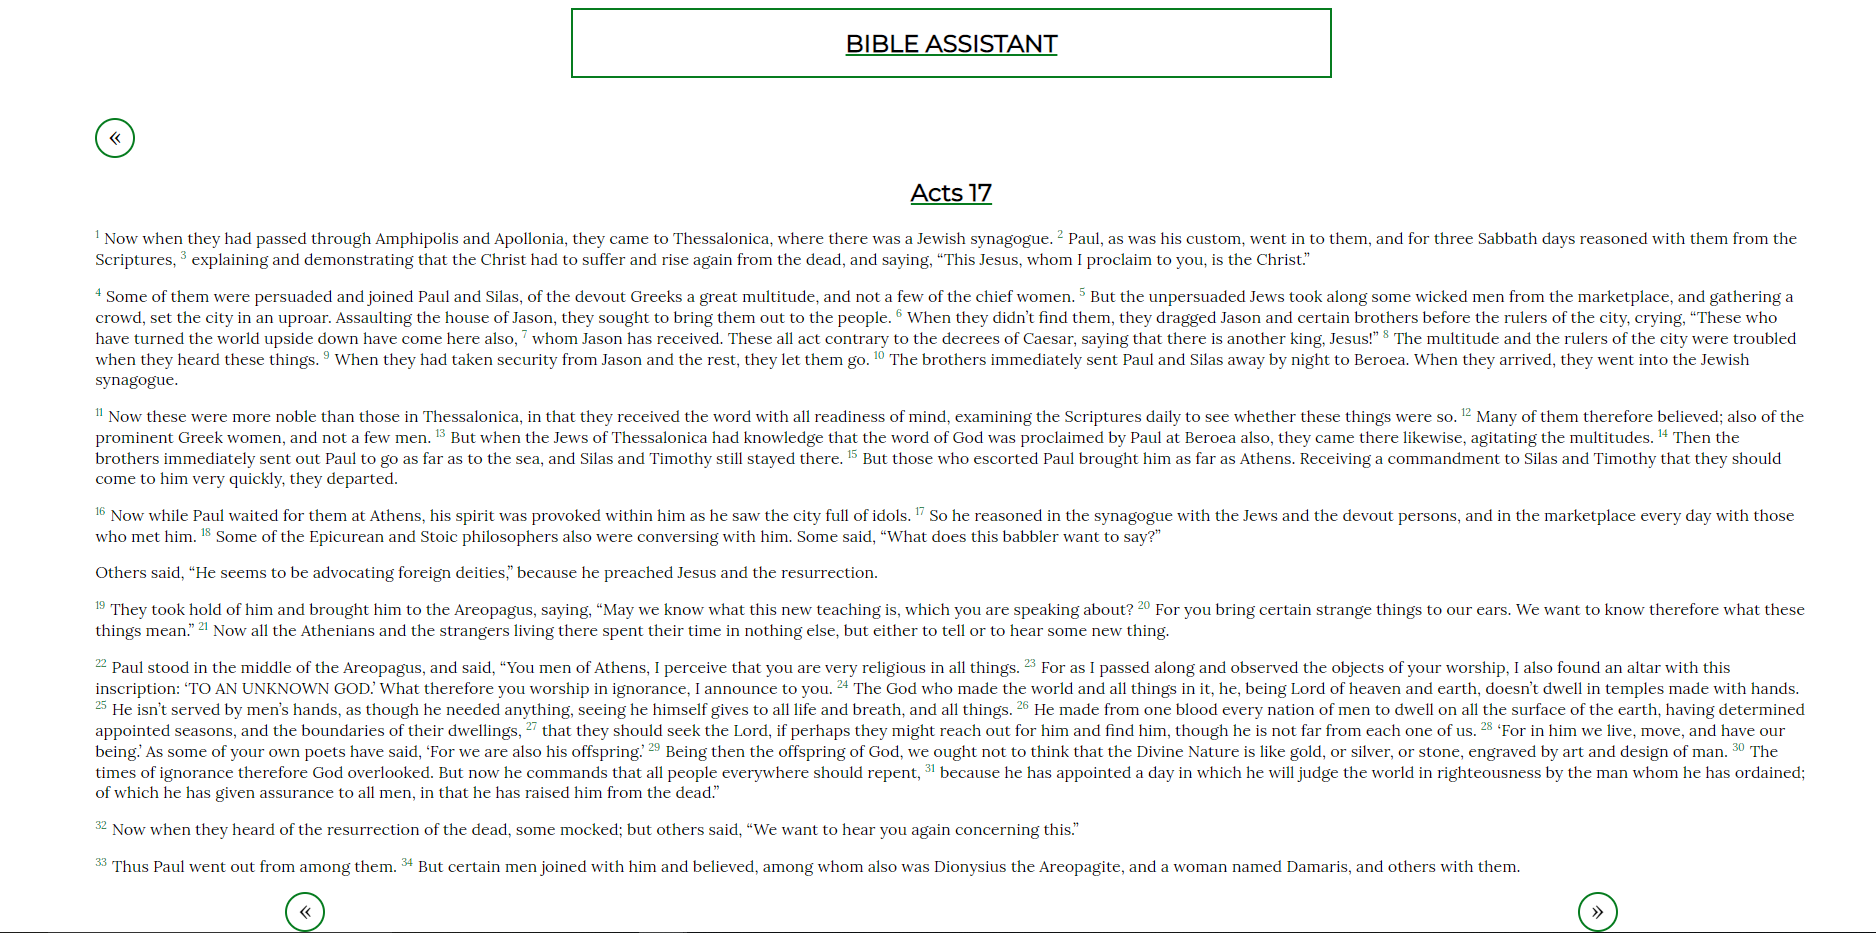 BIBLE ASSISTANT
«
Acts 17
1 Now when they had passed through Amphipolis and Apollonia, they came to Thessalonica, where there was a Jewish synagogue. 2 Paul, as was his custom, went in to them, and for three Sabbath days reasoned with them from the
Scriptures, 3 explaining and demonstrating that the Christ had to suffer and rise again from the dead, and saying, “This Jesus, whom I proclaim to you, is the Christ.”
4 Some of them were persuaded and joined Paul and Silas, of the devout Greeks a great multitude, and not a few of the chief women. 5 But the unpersuaded Jews took along some wicked men from the marketplace, and gathering a
crowd, set the city in an uproar. Assaulting the house of Jason, they sought to bring them out to the people. 6 When they didn’t find them, they dragged Jason and certain brothers before the rulers of the city, crying, “These who
have turned the world upside down have come here also, 7 whom Jason has received. These all act contrary to the decrees of Caesar, saying that there is another king, Jesus!” 8 The multitude and the rulers of the city were troubled
when they heard these things. 9 When they had taken security from Jason and the rest, they let them go. 10 The brothers immediately sent Paul and Silas away by night to Beroea. When they arrived, they went into the Jewish
synagogue.
11 Now these were more noble than those in Thessalonica, in that they received the word with all readiness of mind, examining the Scriptures daily to see whether these things were so. 12 Many of them therefore believed; also of the
prominent Greek women, and not a few men. 13 But when the Jews of Thessalonica had knowledge that the word of God was proclaimed by Paul at Beroea also, they came there likewise, agitating the multitudes. 14 Then the
brothers immediately sent out Paul to go as far as to the sea, and Silas and Timothy still stayed there. 15 But those who escorted Paul brought him as far as Athens. Receiving a commandment to Silas and Timothy that they should
come to him very quickly, they departed.
16 Now while Paul waited for them at Athens, his spirit was provoked within him as he saw the city full of idols. 17 So he reasoned in the synagogue with the Jews and the devout persons, and in the marketplace every day with those
who met him. 18 Some of the Epicurean and Stoic philosophers also were conversing with him. Some said, “What does this babbler want to say?”
Others said, “He seems to be advocating foreign deities,” because he preached Jesus and the resurrection.
19 They took hold of him and brought him to the Areopagus, saying, “May we know what this new teaching is, which you are speaking about? 20 For you bring certain strange things to our ears. We want to know therefore what these
things mean.” 21 Now all the Athenians and the strangers living there spent their time in nothing else, but either to tell or to hear some new thing.
22 Paul stood in the middle of the Areopagus, and said, “You men of Athens, I perceive that you are very religious in all things. 23 For as I passed along and observed the objects of your worship, I also found an altar with this
inscription: ‘TO AN UNKNOWN GOD.’ What therefore you worship in ignorance, I announce to you. 24 The God who made the world and all things in it, he, being Lord of heaven and earth, doesn’t dwell in temples made with hands.
25 He isn’t served by men’s hands, as though he needed anything, seeing he himself gives to all life and breath, and all things. 26 He made from one blood every nation of men to dwell on all the surface of the earth, having determined
appointed seasons, and the boundaries of their dwellings, 27 that they should seek the Lord, if perhaps they might reach out for him and find him, though he is not far from each one of us. 28 ‘For in him we live, move, and have our
being.’ As some of your own poets have said, ‘For we are also his offspring.’ 29 Being then the offspring of God, we ought not to think that the Divine Nature is like gold, or silver, or stone, engraved by art and design of man. 30 The
times of ignorance therefore God overlooked. But now he commands that all people everywhere should repent, 31 because he has appointed a day in which he will judge the world in righteousness by the man whom he has ordained;
of which he has given assurance to all men, in that he has raised him from the dead.”
32 Now when they heard of the resurrection of the dead, some mocked; but others said, “We want to hear you again concerning this.”
33 Thus Paul went out from among them. 34 But certain men joined with him and believed, among whom also was Dionysius the Areopagite, and a woman named Damaris, and others with them.
« »